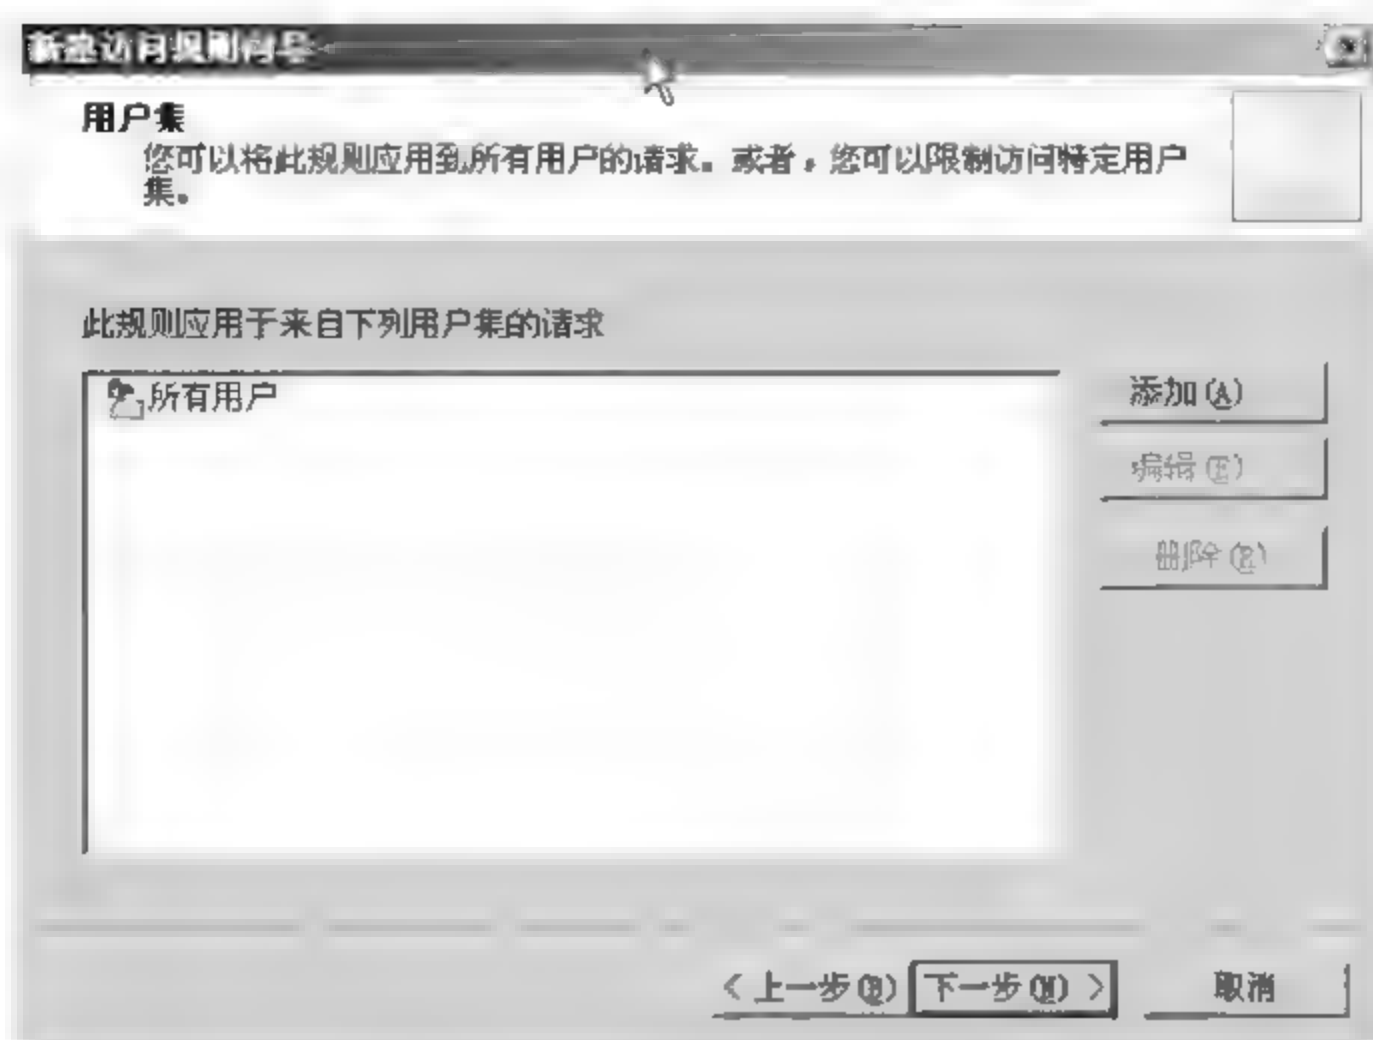 新建访问规则向导
用户集
您可以将此规则应用到所有用户的请求。或者，您可以限制访问特定用户
集。
此规则应用于来自下列用户集的请求
所有用户
添加(A)
编辑(E)
删除(R)
< 上一步(B)
下一步(N) >
取消